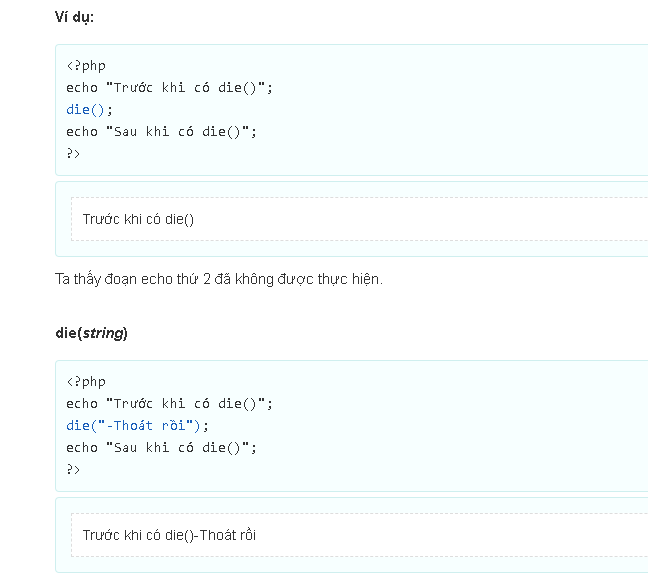 Ví dụ:
<?php
echo "Trước khi có die()";
die();
echo "Sau khi có die()";
?>
Trước khi có die()
Ta thấy đoạn echo thứ 2 đã không được thực hiện.
die(string)
<?php
echo "Trước khi có die()";
die("-Thoát rồi");
echo "Sau khi có die()";
?>
Trước khi có die()-Thoát rồi